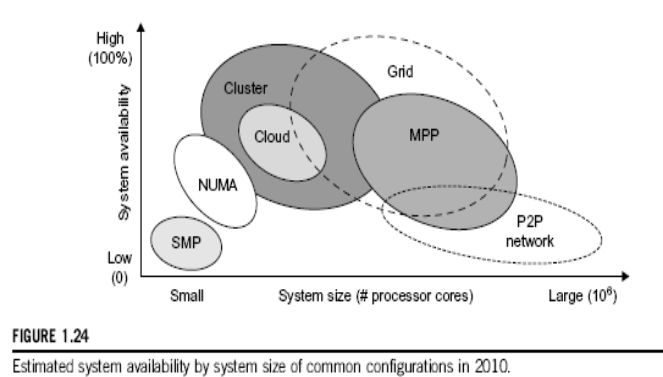 High
(100%)
Grid
Cluster
Cloud
MPP
System availability
NUMA
SMP
P2P
network
Low
(0)
Small
System size (# processor cores)
Large (10⁶)
FIGURE 1.24
Estimated system availability by system size of common configurations in 2010.